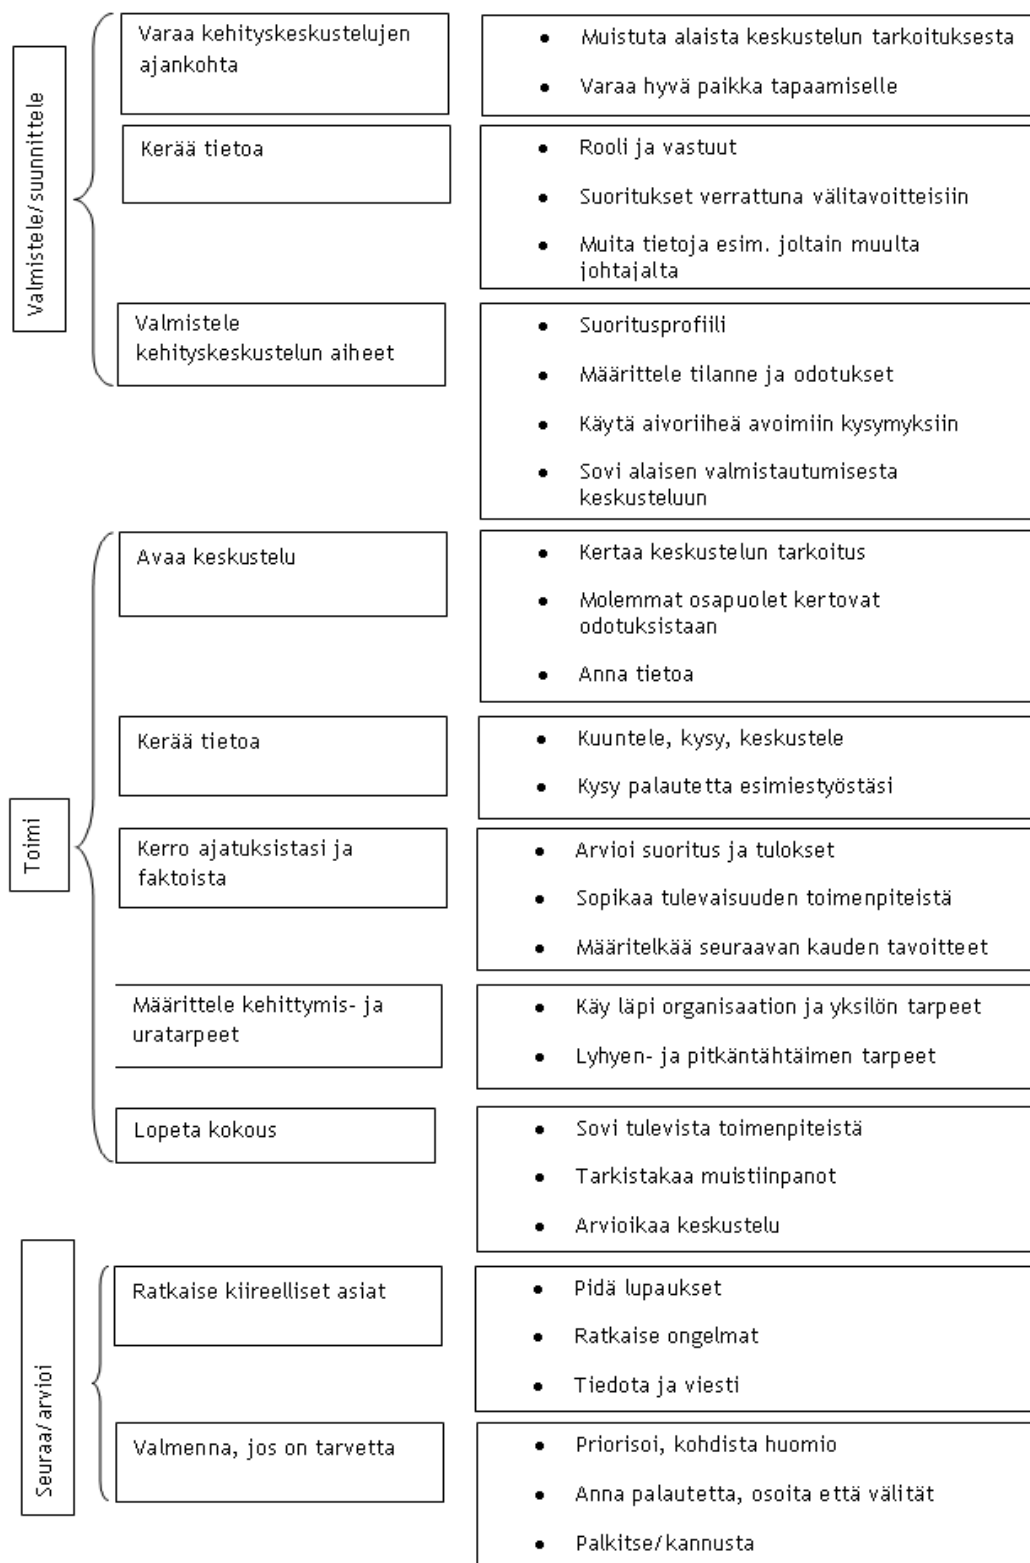 Valmistele/suunnittele
Varaa kehityskeskustelujen
ajankohta
• Muistuta alaista keskustelun tarkoituksesta
• Varaa hyvä paikka tapaamiselle
Kerää tietoa
• Rooli ja vastuut
• Suoritukset verrattuna välitavoitteisiin
• Muita tietoja esim. joltain muulta
johtajalta
Valmistele
kehityskeskustelun aiheet
• Suoritusprofiili
• Määrittele tilanne ja odotukset
• Käytä aivoriiheä avoimiin kysymyksiin
• Sovi alaisen valmistautumisesta
keskusteluun
Toimi
Avaa keskustelu
• Kertaa keskustelun tarkoitus
• Molemmat osapuolet kertovat
odotuksistaan
• Anna tietoa
Kerää tietoa
• Kuuntele, kysy, keskustele
• Kysy palautetta esimiestyöstäsi
Kerro ajatuksistasi ja
faktoista
• Arvioi suoritus ja tulokset
• Sopikaa tulevaisuuden toimenpiteistä
• Määritelkää seuraavan kauden tavoitteet
Määrittele kehittymis- ja
uratarpeet
• Käy läpi organisaation ja yksilön tarpeet
• Lyhyen- ja pitkäntähtäimen tarpeet
Lopeta kokous
• Sovi tulevista toimenpiteistä
• Tarkistakaa muistiinpanot
• Arvioikaa keskustelu
Seuraa/arvioi
Ratkaise kiireelliset asiat
• Pidä lupaukset
• Ratkaise ongelmat
• Tiedota ja viesti
Valmenna, jos on tarvetta
• Priorisoi, kohdista huomio
• Anna palautetta, osoita että välität
• Palkitse/kannusta